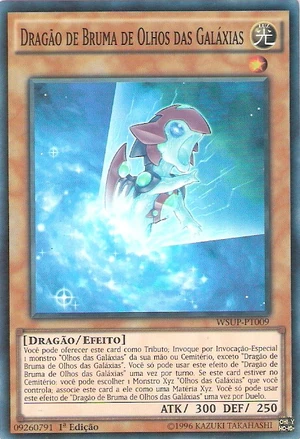 Dragão de Bruma de Olhos das Galáxias
光
WSUP-PT009
[Dragão/Efeito]
Você pode oferecer este card como Tributo; Invoque por Invocação-Especial
1 monstro "Olhos das Galáxias" da sua mão ou Cemitério, exceto "Dragão de
Bruma de Olhos das Galáxias". Você só pode usar este efeito de "Dragão de
Bruma de Olhos das Galáxias" uma vez por turno. Se este card estiver no
Cemitério: você pode escolher 1 Monstro Xyz "Olhos das Galáxias" que você
controla; associe este card a ele como uma Matéria Xyz. Você só pode usar
este efeito de "Dragão de Bruma de Olhos das Galáxias" uma vez por Duelo.
ATK/ 300 DEF/ 250
09260791 1ª Edição
©1996 KAZUKI TAKAHASHI